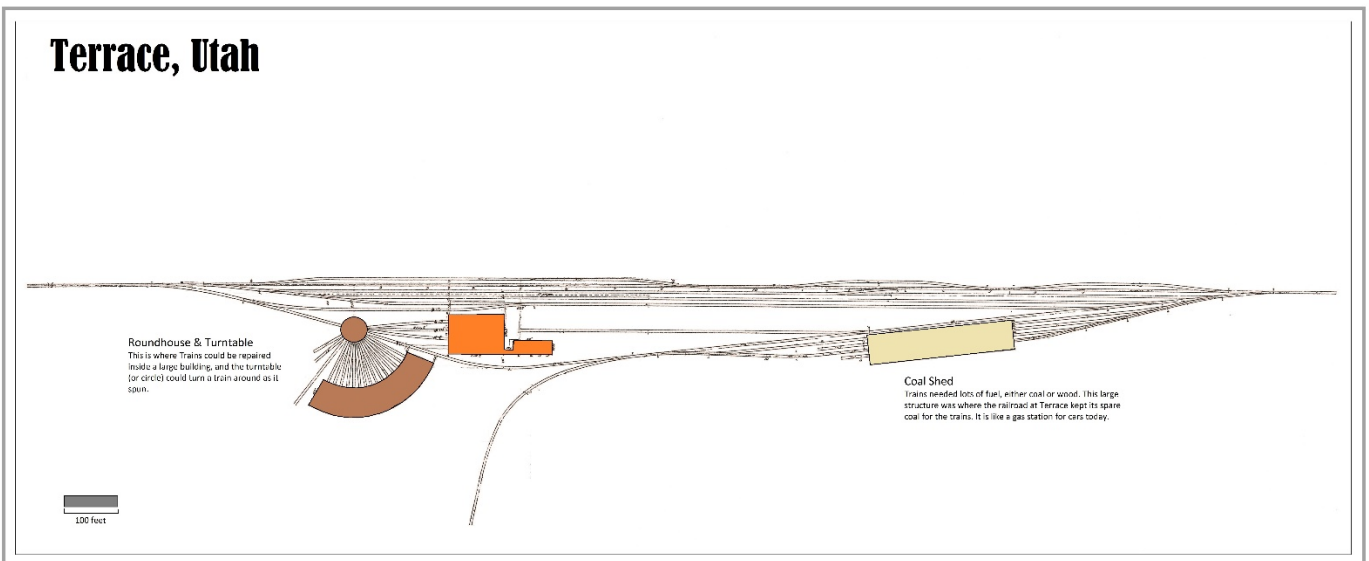 Terrace, Utah
Roundhouse & Turntable
This is where Trains could be repaired
inside a large building, and the turntable
(or circle) could turn a train around as it
spun.
Coal Shed
Trains needed lots of fuel, either coal or wood. This large
structure was where the railroad at Terrace kept its spare
coal for the trains. It is like a gas station for cars today.
100 feet